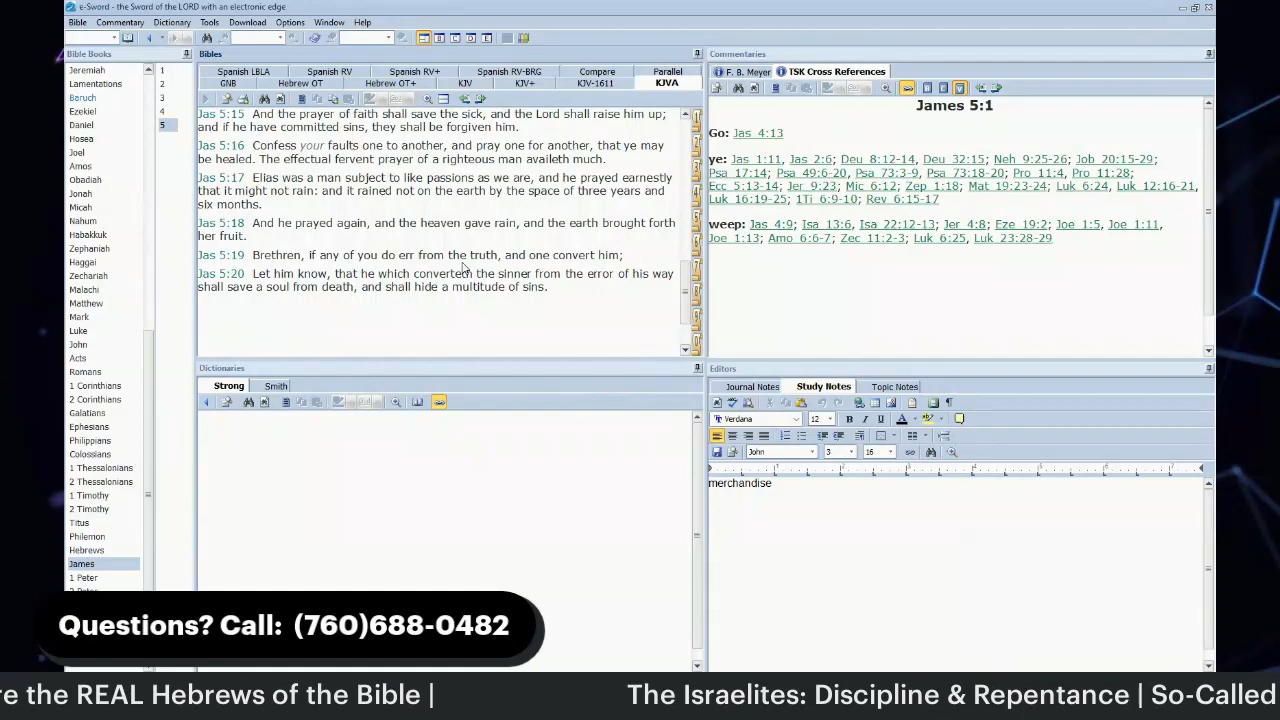 e-Sword - the Sword of the LORD with an electronic edge
Bible Commentary Dictionary Tools Download Options Window Help
Bible Books
Jeremiah
Lamentations
Baruch
Ezekiel
Daniel
Hosea
Joel
Amos
Obadiah
Jonah
Micah
Nahum
Habakkuk
Zephaniah
Haggai
Zechariah
Malachi
Matthew
Mark
Luke
John
Acts
Romans
1 Corinthians
2 Corinthians
Galatians
Ephesians
Philippians
Colossians
1 Thessalonians
2 Thessalonians
1 Timothy
2 Timothy
Titus
Philemon
Hebrews
James
1 Peter
1
2
3
4
5
Bibles
Spanish LBLA Spanish RV Spanish RV+ Spanish RV-BRG Compare Parallel
GNB Hebrew OT Hebrew OT+ KJV KJV+ KJV-1611 KJVA
Jas 5:15 And the prayer of faith shall save the sick, and the Lord shall raise him up;
and if he have committed sins, they shall be forgiven him.
Jas 5:16 Confess your faults one to another, and pray one for another, that ye may
be healed. The effectual fervent prayer of a righteous man availeth much.
Jas 5:17 Elias was a man subject to like passions as we are, and he prayed earnestly
that it might not rain: and it rained not on the earth by the space of three years and
six months.
Jas 5:18 And he prayed again, and the heaven gave rain, and the earth brought forth
her fruit.
Jas 5:19 Brethren, if any of you do err from the truth, and one convert him;
Jas 5:20 Let him know, that he which converteth the sinner from the error of his way
shall save a soul from death, and shall hide a multitude of sins.
Dictionaries
Strong Smith
Commentaries
F. B. Meyer TSK Cross References
James 5:1
Go: Jas 4:13
ye: Jas 1:11, Jas 2:6; Deu 8:12-14, Deu 32:15; Neh 9:25-26; Job 20:15-29;
Psa 17:14; Psa 49:6-20, Psa 73:3-9, Psa 73:18-20; Pro 11:4, Pro 11:28;
Ecc 5:13-14; Jer 9:23; Mic 6:12; Zep 1:18; Mat 19:23-24; Luk 6:24, Luk 12:16-21,
Luk 16:19-25; 1Ti 6:9-10; Rev 6:15-17
weep: Jas 4:9; Isa 13:6, Isa 22:12-13; Jer 4:8; Eze 19:2; Joe 1:5, Joe 1:11,
Joe 1:13; Amo 6:6-7; Zec 11:2-3; Luk 6:25, Luk 23:28-29
Editors
Journal Notes Study Notes Topic Notes
Verdana 12 B I U A
John 3 16
1 2 3 4 5 6 7
merchandise
Questions? Call: (760)688-0482
re the REAL Hebrews of the Bible | The Israelites: Discipline & Repentance | So-Called